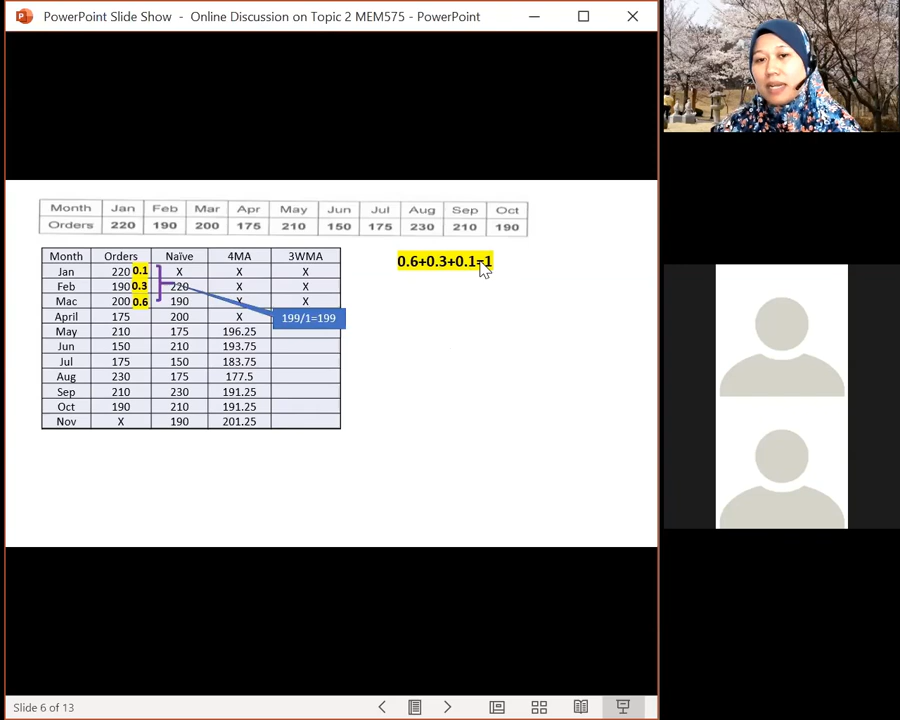 PowerPoint Slide Show - Online Discussion on Topic 2 MEM575 - PowerPoint
Month Jan Feb Mar Apr May Jun Jul Aug Sep Oct
Orders 220 190 200 175 210 150 175 230 210 190
0.6+0.3+0.1=1
Month Orders Naïve 4MA 3WMA
Jan 220 0.1 X X X
Feb 190 0.3 220 X X
Mac 200 0.6 190 X X
April 175 200 X 199/1=199
May 210 175 196.25
Jun 150 210 193.75
Jul 175 150 183.75
Aug 230 175 177.5
Sep 210 230 191.25
Oct 190 210 191.25
Nov X 190 201.25
Slide 6 of 13